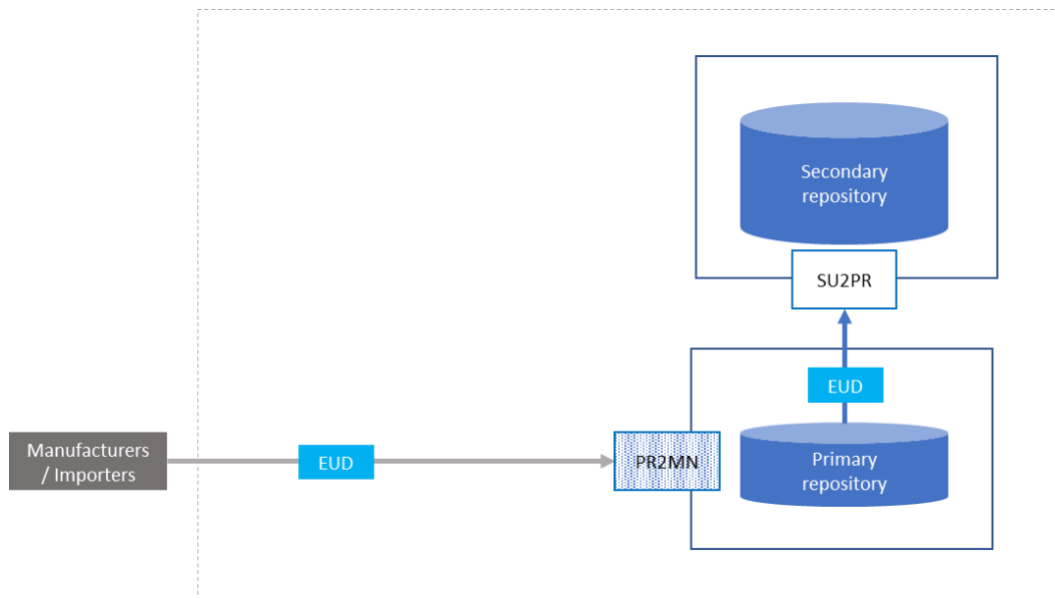 Secondary
repository
SU2PR
EUD
Manufacturers
/ Importers
EUD
PR2MN
Primary
repository